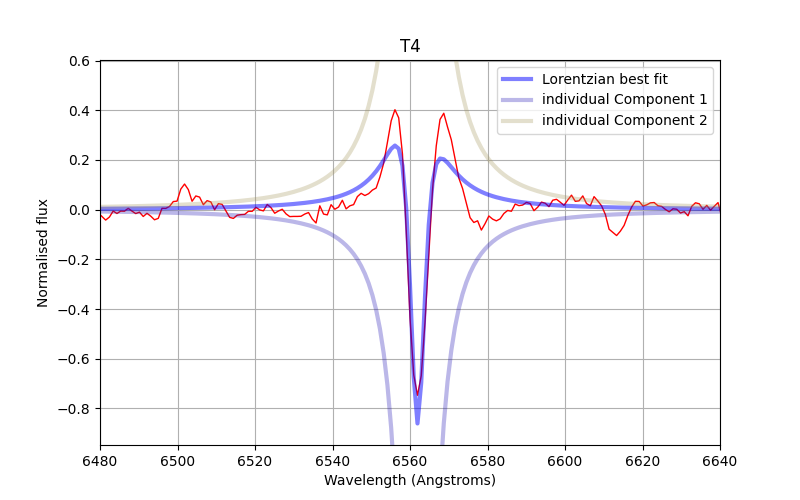 T4
Lorentzian best fit
individual Component 1
individual Component 2
Normalised flux
0.6
0.4
0.2
0.0
−0.2
−0.4
−0.6
−0.8
6480 6500 6520 6540 6560 6580 6600 6620 6640
Wavelength (Angstroms)